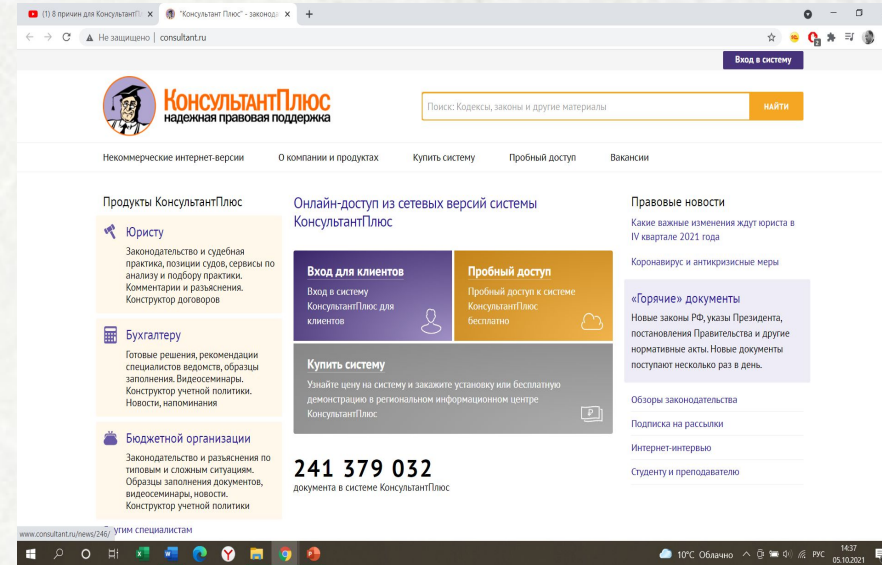 (1) 8 причин для КонсультантП
"Консультант Плюс" - законода
Не защищено | consultant.ru
Вход в систему
КОНСУЛЬТАНТПЛЮС
надежная правовая поддержка
Поиск: Кодексы, законы и другие материалы
НАЙТИ
Некоммерческие интернет-версии
О компании и продуктах
Купить систему
Пробный доступ
Вакансии
Продукты КонсультантПлюс
Юристу
Законодательство и судебная
практика, позиции судов, сервисы по
анализу и подбору практики.
Комментарии и разъяснения.
Конструктор договоров
Бухгалтеру
Готовые решения, рекомендации
специалистов ведомств, образцы
заполнения. Видеосеминары.
Конструктор учетной политики.
Новости, напоминания
Бюджетной организации
Законодательство и разъяснения по
типовым и сложным ситуациям.
Образцы заполнения документов,
видеосеминары, новости.
Конструктор учетной политики
Онлайн-доступ из сетевых версий системы
КонсультантПлюс
Вход для клиентов
Вход в систему
КонсультантПлюс для
клиентов
Пробный доступ
Пробный доступ к системе
КонсультантПлюс
бесплатно
Купить систему
Узнайте цену на систему и закажите установку или бесплатную
демонстрацию в региональном информационном центре
КонсультантПлюс
241 379 032
документа в системе КонсультантПлюс
Правовые новости
Какие важные изменения ждут юриста в
IV квартале 2021 года
Коронавирус и антикризисные меры
«Горячие» документы
Новые законы РФ, указы Президента,
постановления Правительства и другие
нормативные акты. Новые документы
поступают несколько раз в день.
Обзоры законодательства
Подписка на рассылки
Интернет-интервью
Студенту и преподавателю
www.consultant.ru/news/246/
угим специалистам
10°C Облачно
РУС
14:37
05.10.2021